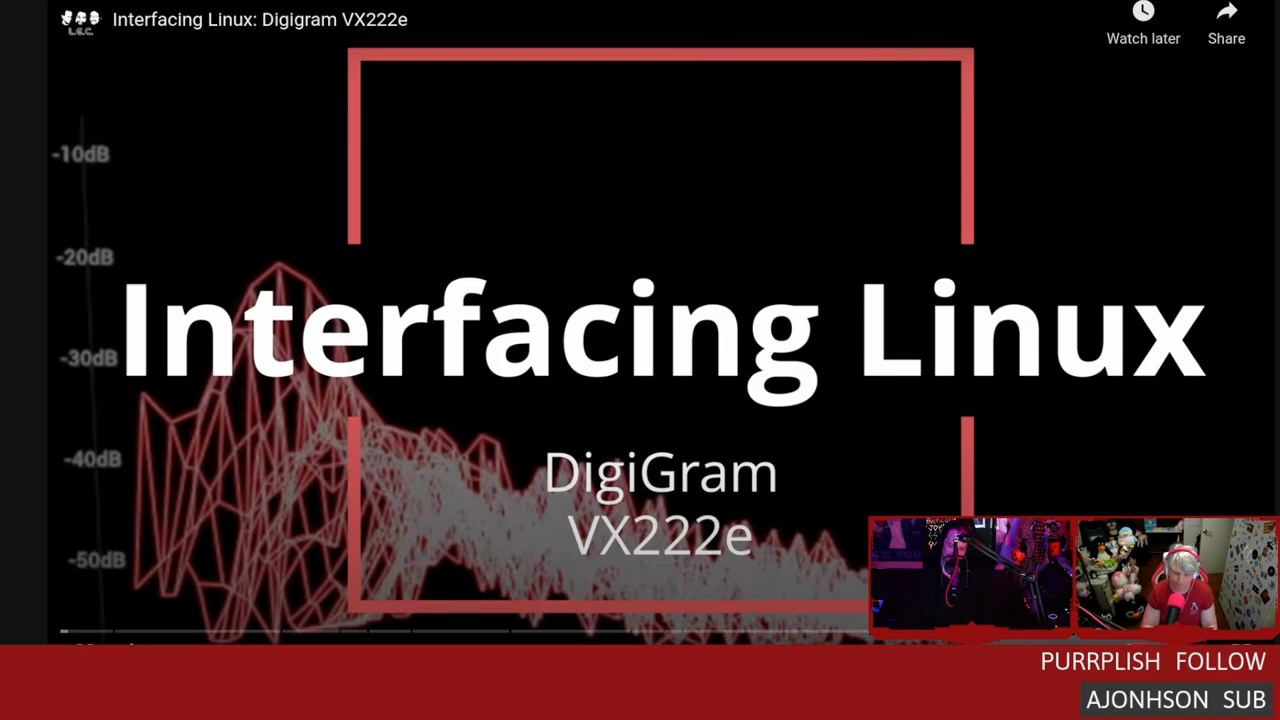 L.G.C.
Interfacing Linux: Digigram VX222e
Watch later
Share
-10dB
-20dB
-30dB
-40dB
-50dB
Interfacing Linux
DigiGram
VX222e
PURRPLISH FOLLOW
AJONHSON SUB